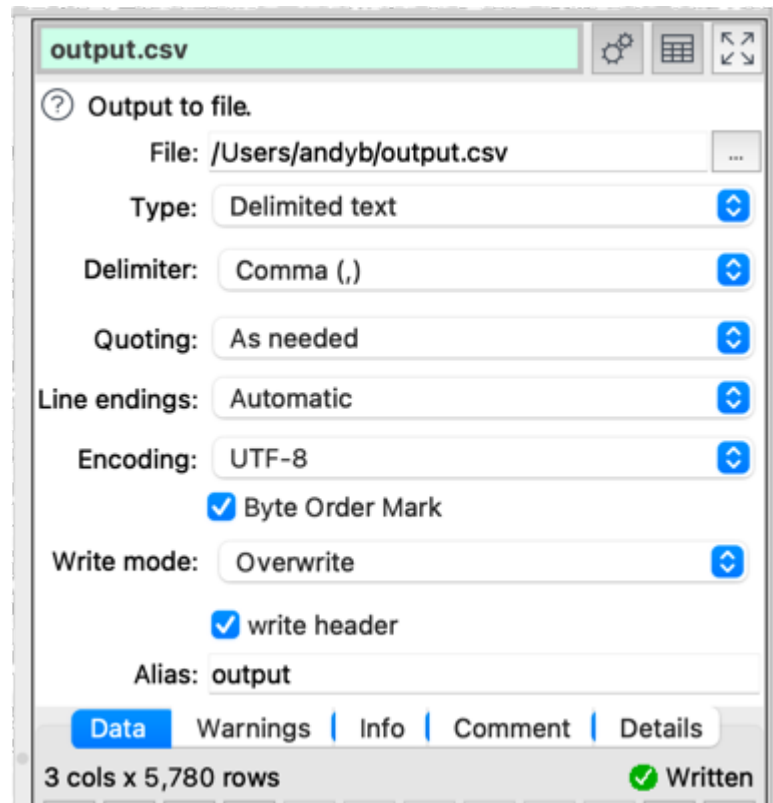 output.csv
? Output to file.
File: /Users/andyb/output.csv ...
Type: Delimited text
Delimiter: Comma (,)
Quoting: As needed
Line endings: Automatic
Encoding: UTF-8
Byte Order Mark
Write mode: Overwrite
write header
Alias: output
Data Warnings Info Comment Details
3 cols x 5,780 rows Written